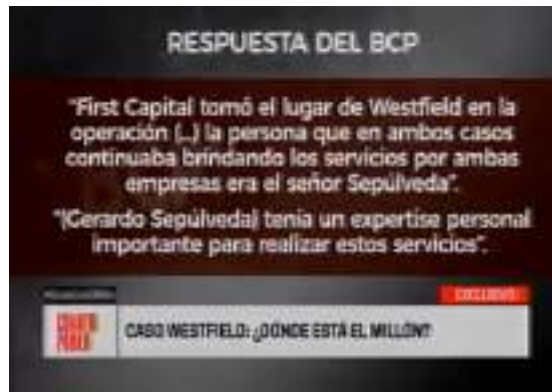 RESPUESTA DEL BCP
"First Capital tomó el lugar de Westfield en la
operación (...) la persona que en ambos casos
continuaba brindando los servicios por ambas
empresas era el señor Sepúlveda".
"(Gerardo Sepúlveda) tenía un expertise personal
importante para realizar estos servicios".
EXCLUSIVO
CUARTO
PODER
CASO WESTFIELD: ¿DÓNDE ESTÁ EL MILLÓN?